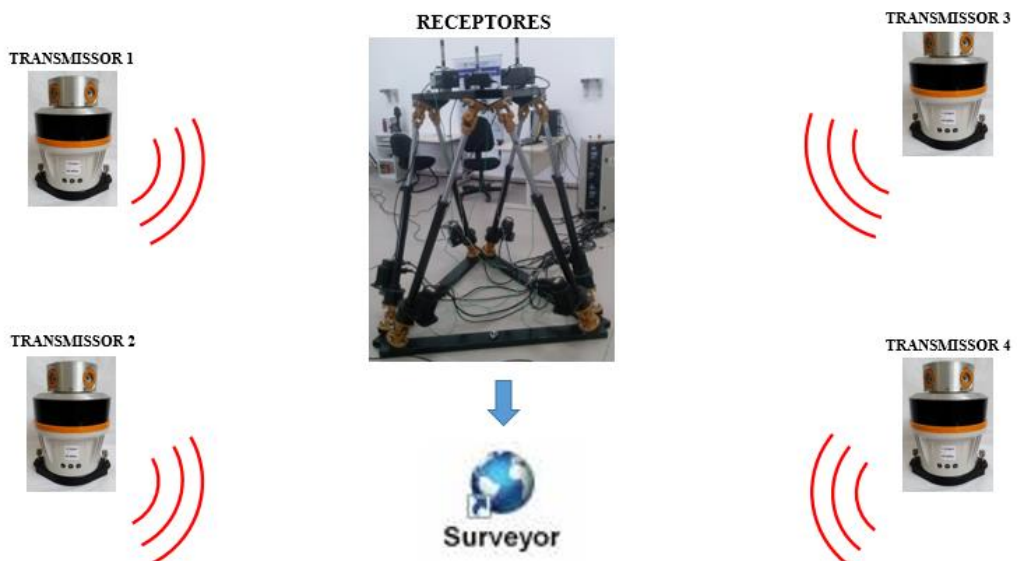 RECEPTORES
TRANSMISSOR 3
TRANSMISSOR 1
TRANSMISSOR 2
TRANSMISSOR 4
Surveyor